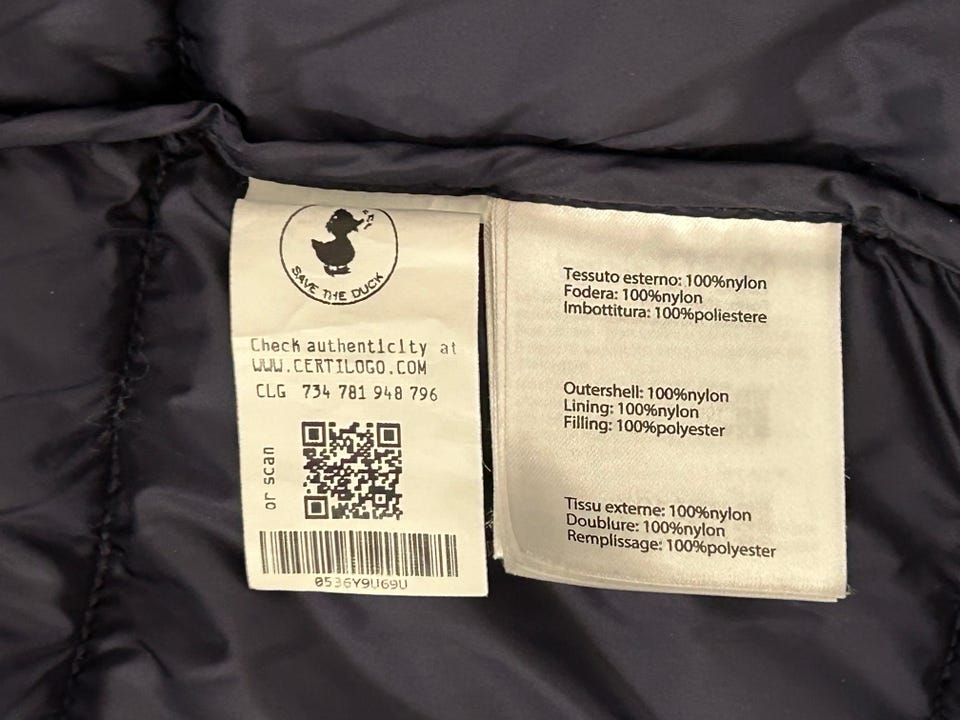 SAVE THE DUCK
Check authenticity at
WWW.CERTILOGO.COM
CLG 734 781 948 796
or scan
0536Y9U69U
Tessuto esterno: 100%nylon
Fodera: 100%nylon
Imbottitura: 100%poliestere
Outershell: 100%nylon
Lining: 100%nylon
Filling: 100%polyester
Tissu externe: 100%nylon
Doublure: 100%nylon
Remplissage: 100%polyester